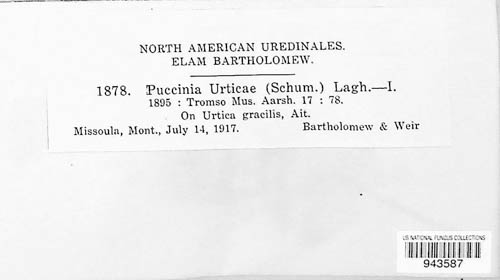 NORTH AMERICAN UREDINALES.
ELAM BARTHOLOMEW.
1878. Puccinia Urticae (Schum.) Lagh.—I.
1895 : Tromso Mus. Aarsh. 17 : 78.
On Urtica gracilis, Ait.
Missoula, Mont., July 14, 1917. Bartholomew & Weir
US NATIONAL FUNGUS COLLECTIONS
943587